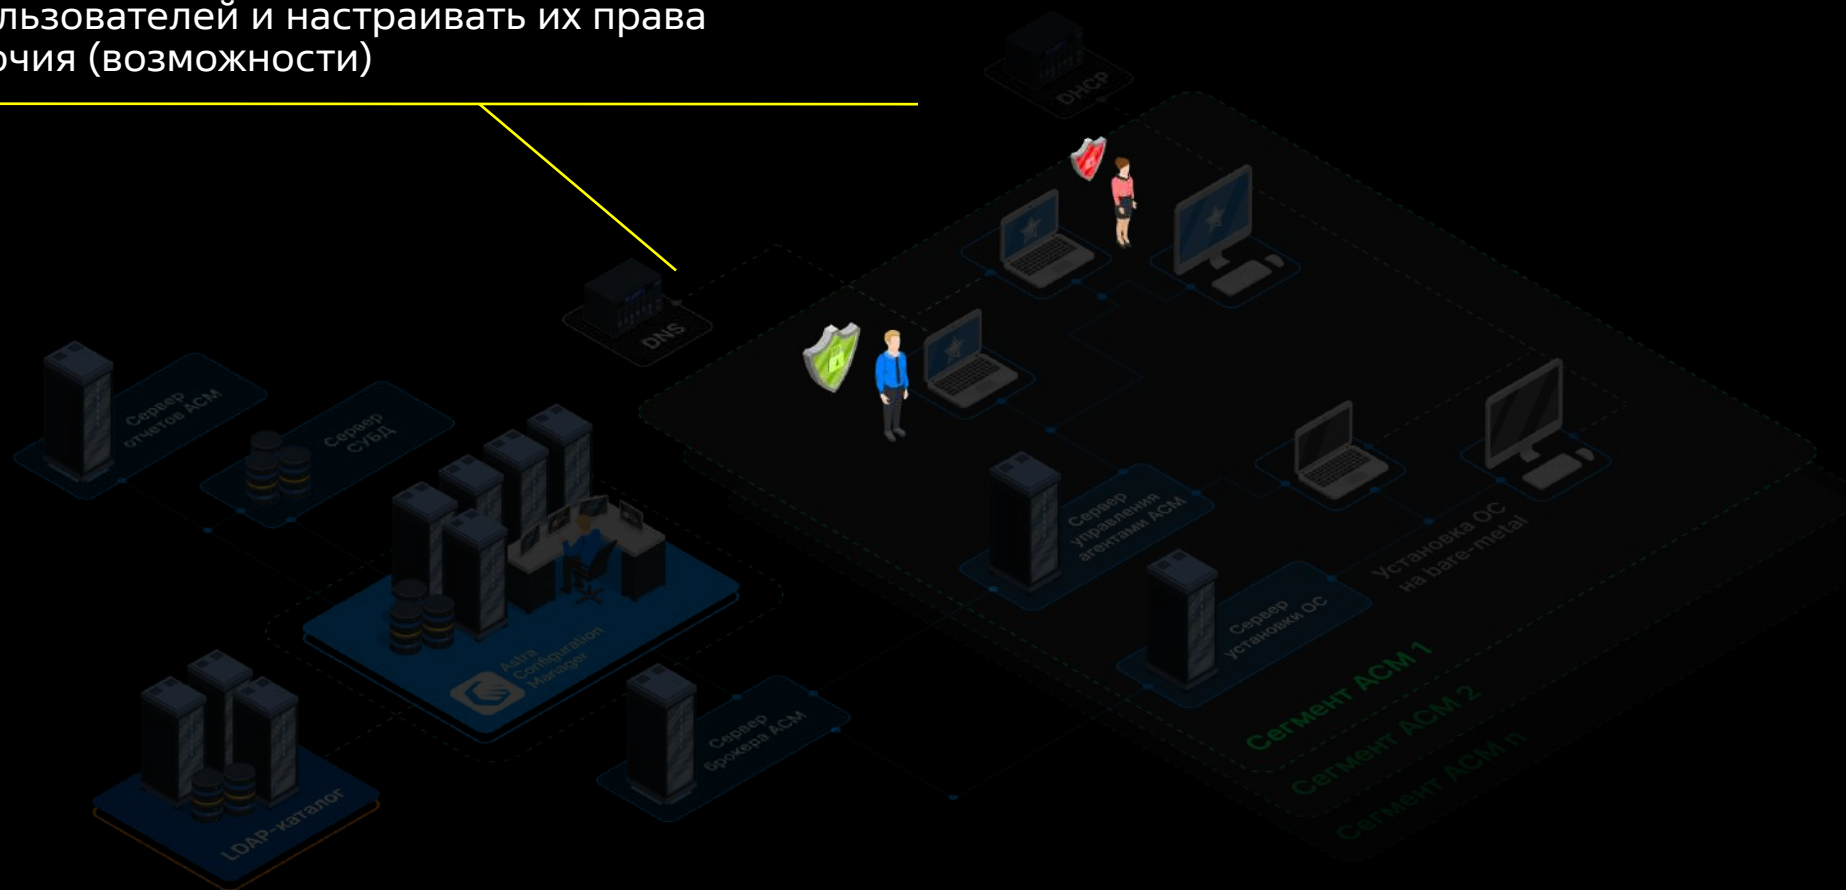 льзователей и настраивать их права
очия (возможности)
DHCP
DNS
Сервер
отчетов ACM
Сервер
СУБД
Сервер
управления
агентами ACM
Установка ОС
на bare-metal
Сервер
установки ОС
Astra
Configuration
Manager
Сегмент ACM 1
Сегмент ACM 2
Сегмент ACM n
Сервер
брокера ACM
LDAP-каталог